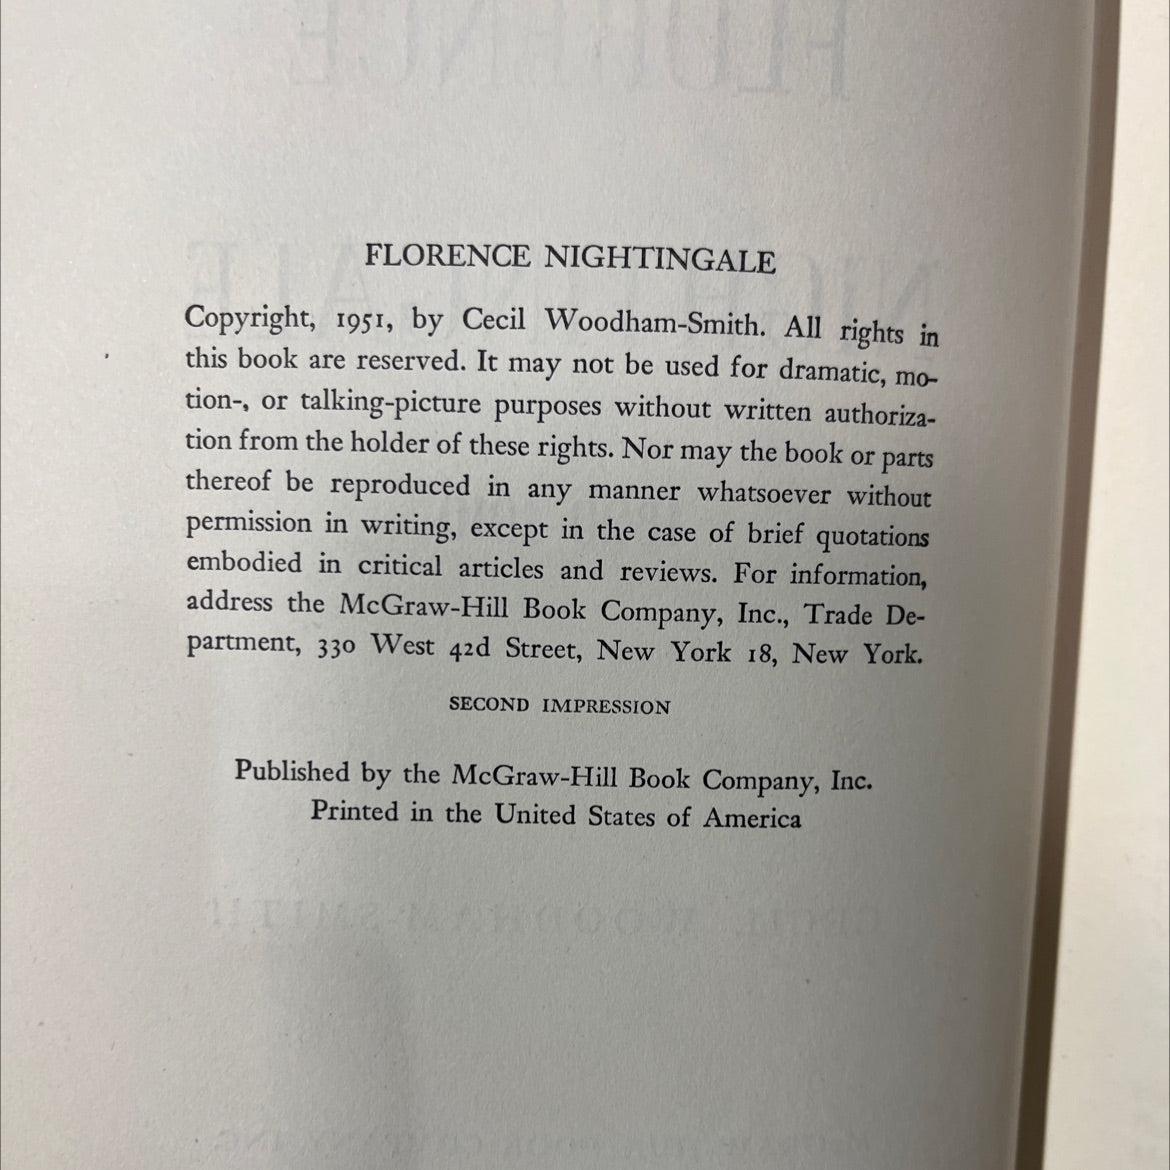 FLORENCE NIGHTINGALE
Copyright, 1951, by Cecil Woodham-Smith. All rights in
this book are reserved. It may not be used for dramatic, mo-
tion-, or talking-picture purposes without written authoriza-
tion from the holder of these rights. Nor may the book or parts
thereof be reproduced in any manner whatsoever without
permission in writing, except in the case of brief quotations
embodied in critical articles and reviews. For information,
address the McGraw-Hill Book Company, Inc., Trade De-
partment, 330 West 42d Street, New York 18, New York.
SECOND IMPRESSION
Published by the McGraw-Hill Book Company, Inc.
Printed in the United States of America